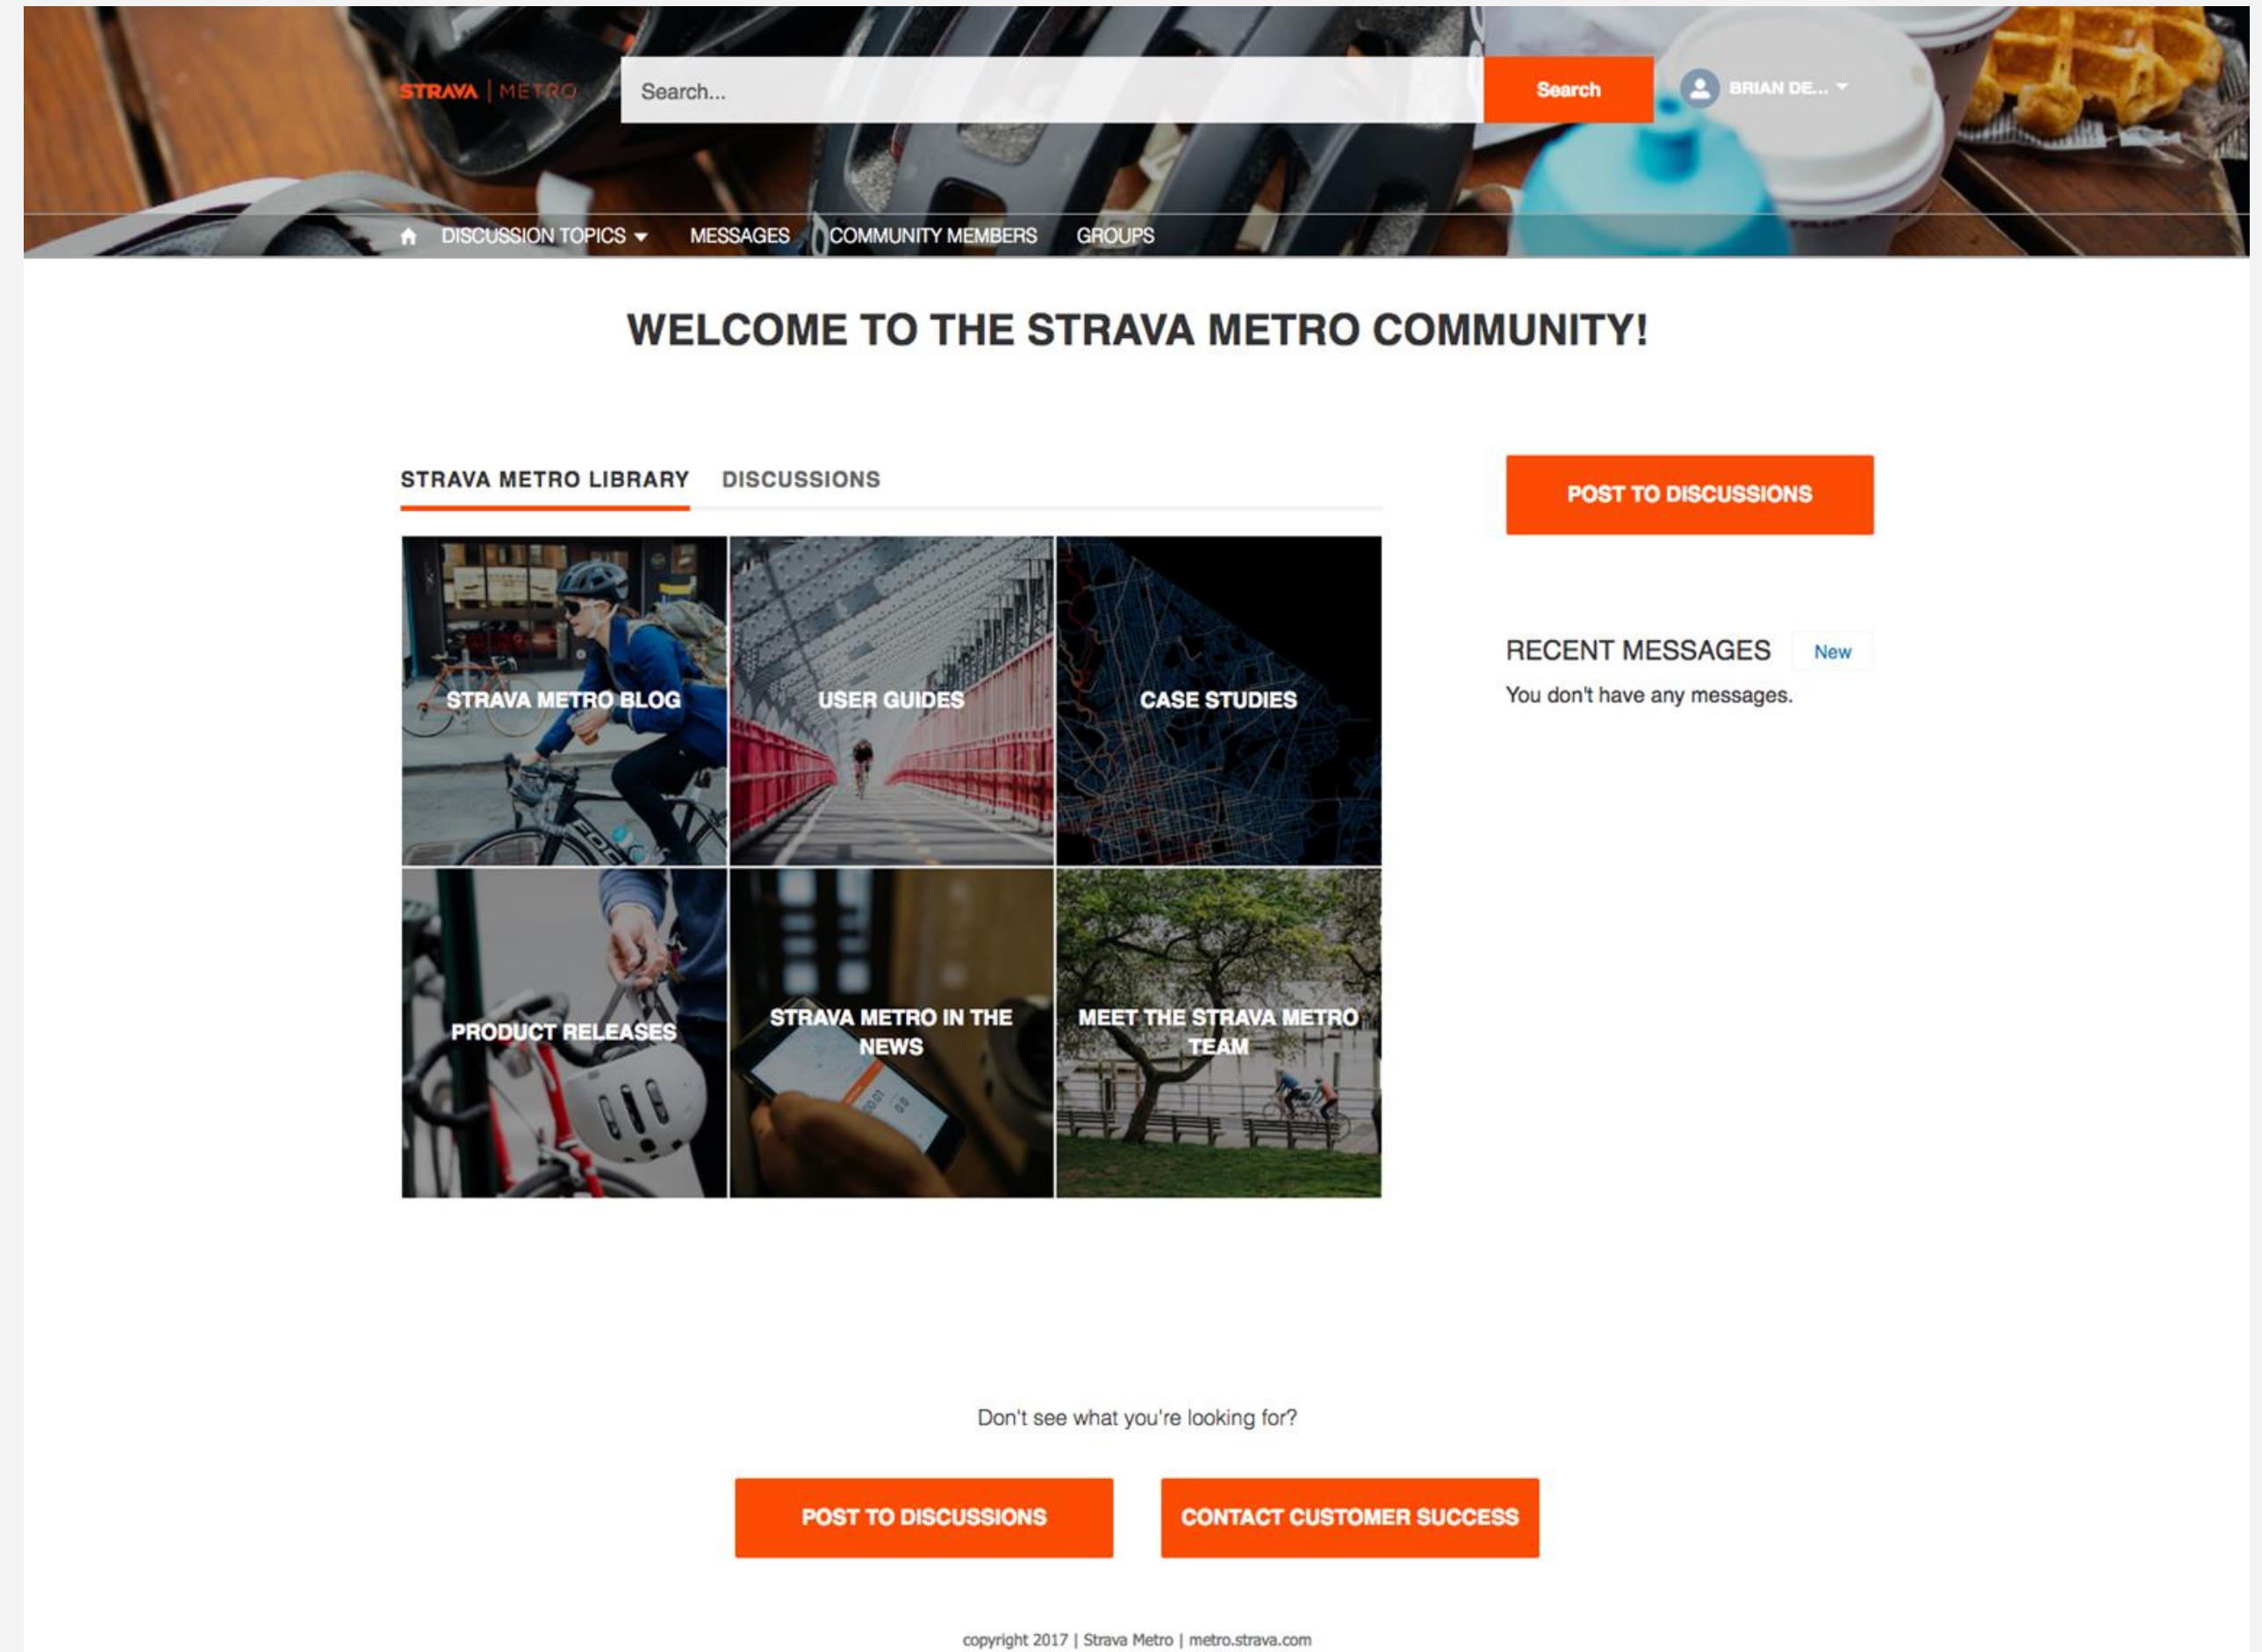 STRAVA | METRO
Search...
Search
BRIAN DE...
DISCUSSION TOPICS
MESSAGES
COMMUNITY MEMBERS
GROUPS
WELCOME TO THE STRAVA METRO COMMUNITY!
STRAVA METRO LIBRARY
DISCUSSIONS
POST TO DISCUSSIONS
STRAVA METRO BLOG
USER GUIDES
CASE STUDIES
RECENT MESSAGES
New
You don't have any messages.
PRODUCT RELEASES
STRAVA METRO IN THE
NEWS
MEET THE STRAVA METRO
TEAM
Don't see what you're looking for?
POST TO DISCUSSIONS
CONTACT CUSTOMER SUCCESS
copyright 2017 | Strava Metro | metro.strava.com